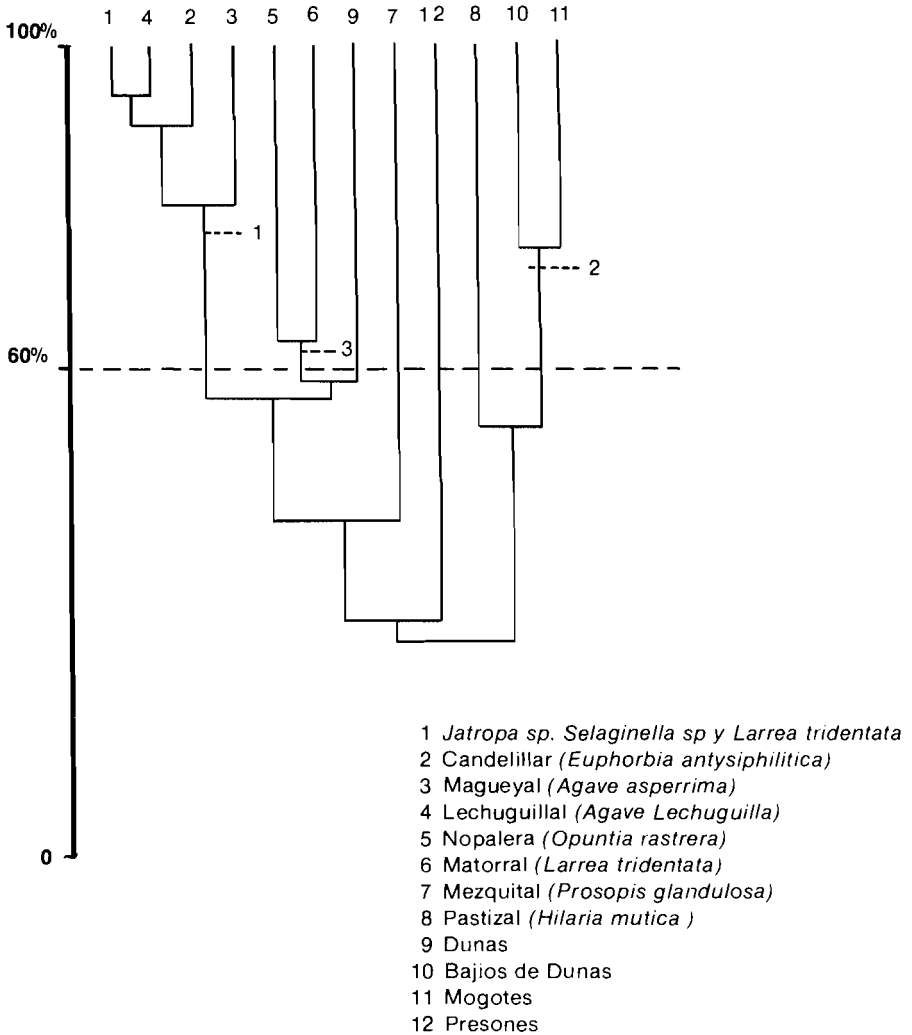 1 4 2 3 5 6 9 7 12 8 10 11
100%
1
2
3
60%
0
1 Jatropa sp. Selaginella sp y Larrea tridentata
2 Candelillar (Euphorbia antysiphilitica)
3 Magueyal (Agave asperrima)
4 Lechuguillal (Agave Lechuguilla)
5 Nopalera (Opuntia rastrera)
6 Matorral (Larrea tridentata)
7 Mezquital (Prosopis glandulosa)
8 Pastizal (Hilaria mutica )
9 Dunas
10 Bajios de Dunas
11 Mogotes
12 Presones